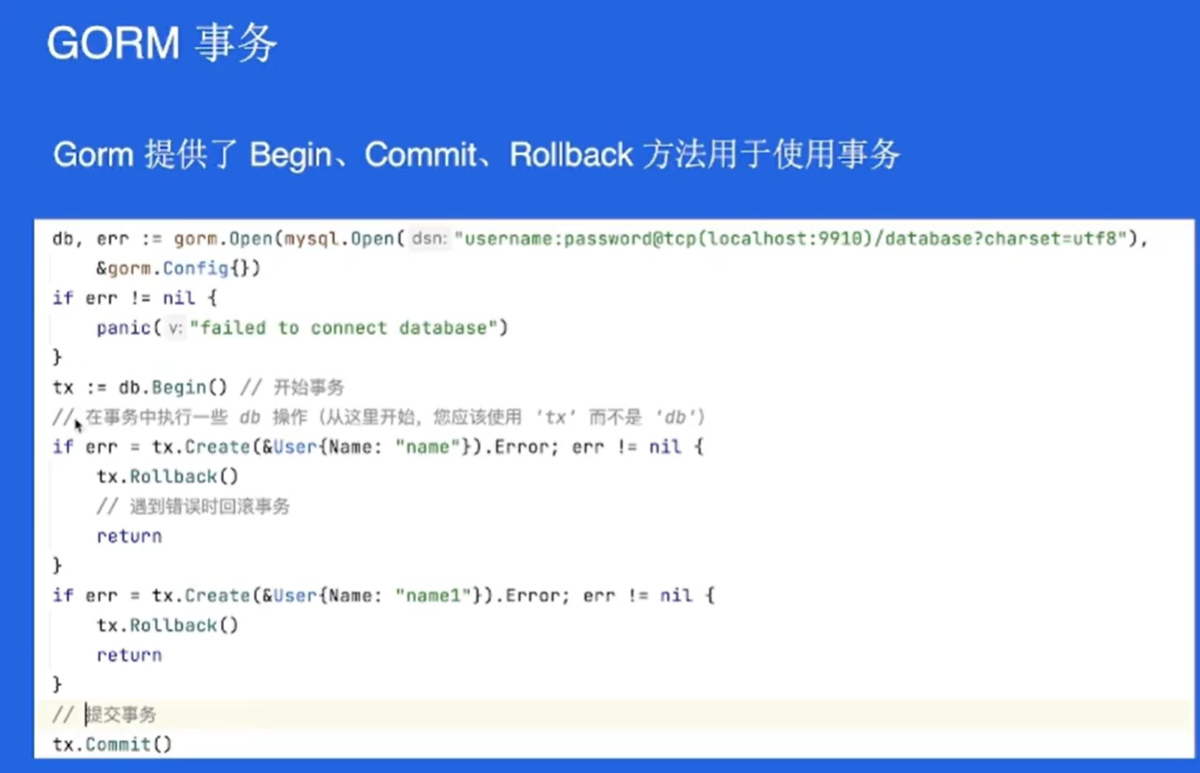 GORM 事务
Gorm 提供了 Begin、Commit、Rollback 方法用于使用事务
db, err := gorm.Open(mysql.Open( dsn: "username:password@tcp(localhost:9910)/database?charset=utf8"),
&gorm.Config{})
if err != nil {
panic( v: "failed to connect database")
}
tx := db.Begin() // 开始事务
// 在事务中执行一些 db 操作（从这里开始，您应该使用 'tx' 而不是 'db'）
if err = tx.Create(&User{Name: "name"}).Error; err != nil {
tx.Rollback()
// 遇到错误时回滚事务
return
}
if err = tx.Create(&User{Name: "name1"}).Error; err != nil {
tx.Rollback()
return
}
// 提交事务
tx.Commit()